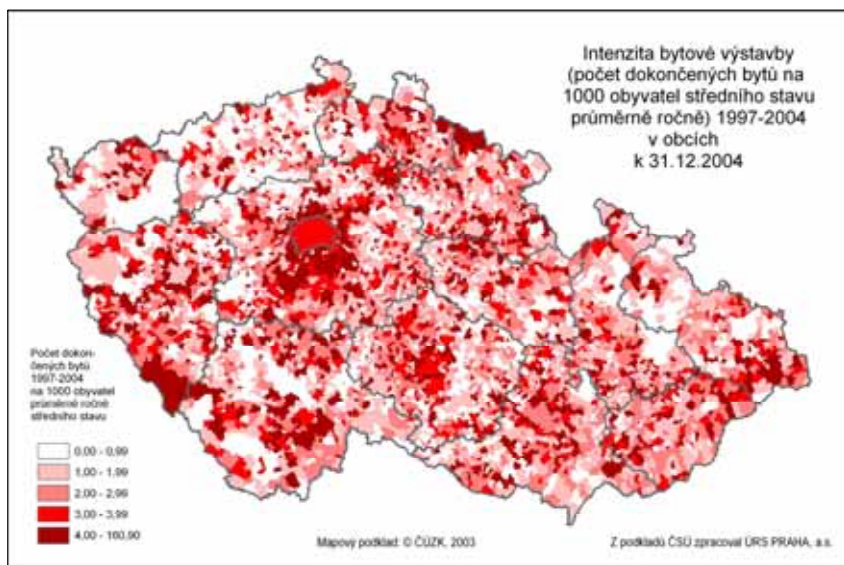 Intenzita bytové výstavby
(počet dokončených bytů na
1000 obyvatel středního stavu
průměrně ročně) 1997-2004
v obcích
k 31.12.2004
Počet dokon-
čených bytů
1997-2004
na 1000 obyvatel
průměrně ročně
středního stavu
0,00 - 0,99
1,00 - 1,99
2,00 - 2,99
3,00 - 3,99
4,00 - 160,90
Mapový podklad: © ČÚZK, 2003
Z podkladů ČSÚ zpracoval ÚRS PRAHA, a.s.